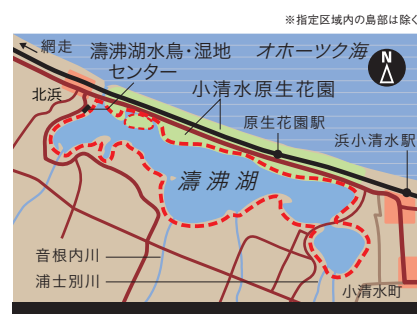 ※指定区域内の島部は除く
網走
濤沸湖水鳥・湿地
センター
オホーツク海
N
北浜
小清水原生花園
原生花園駅
浜小清水駅
濤沸湖
音根内川
浦士別川
小清水町